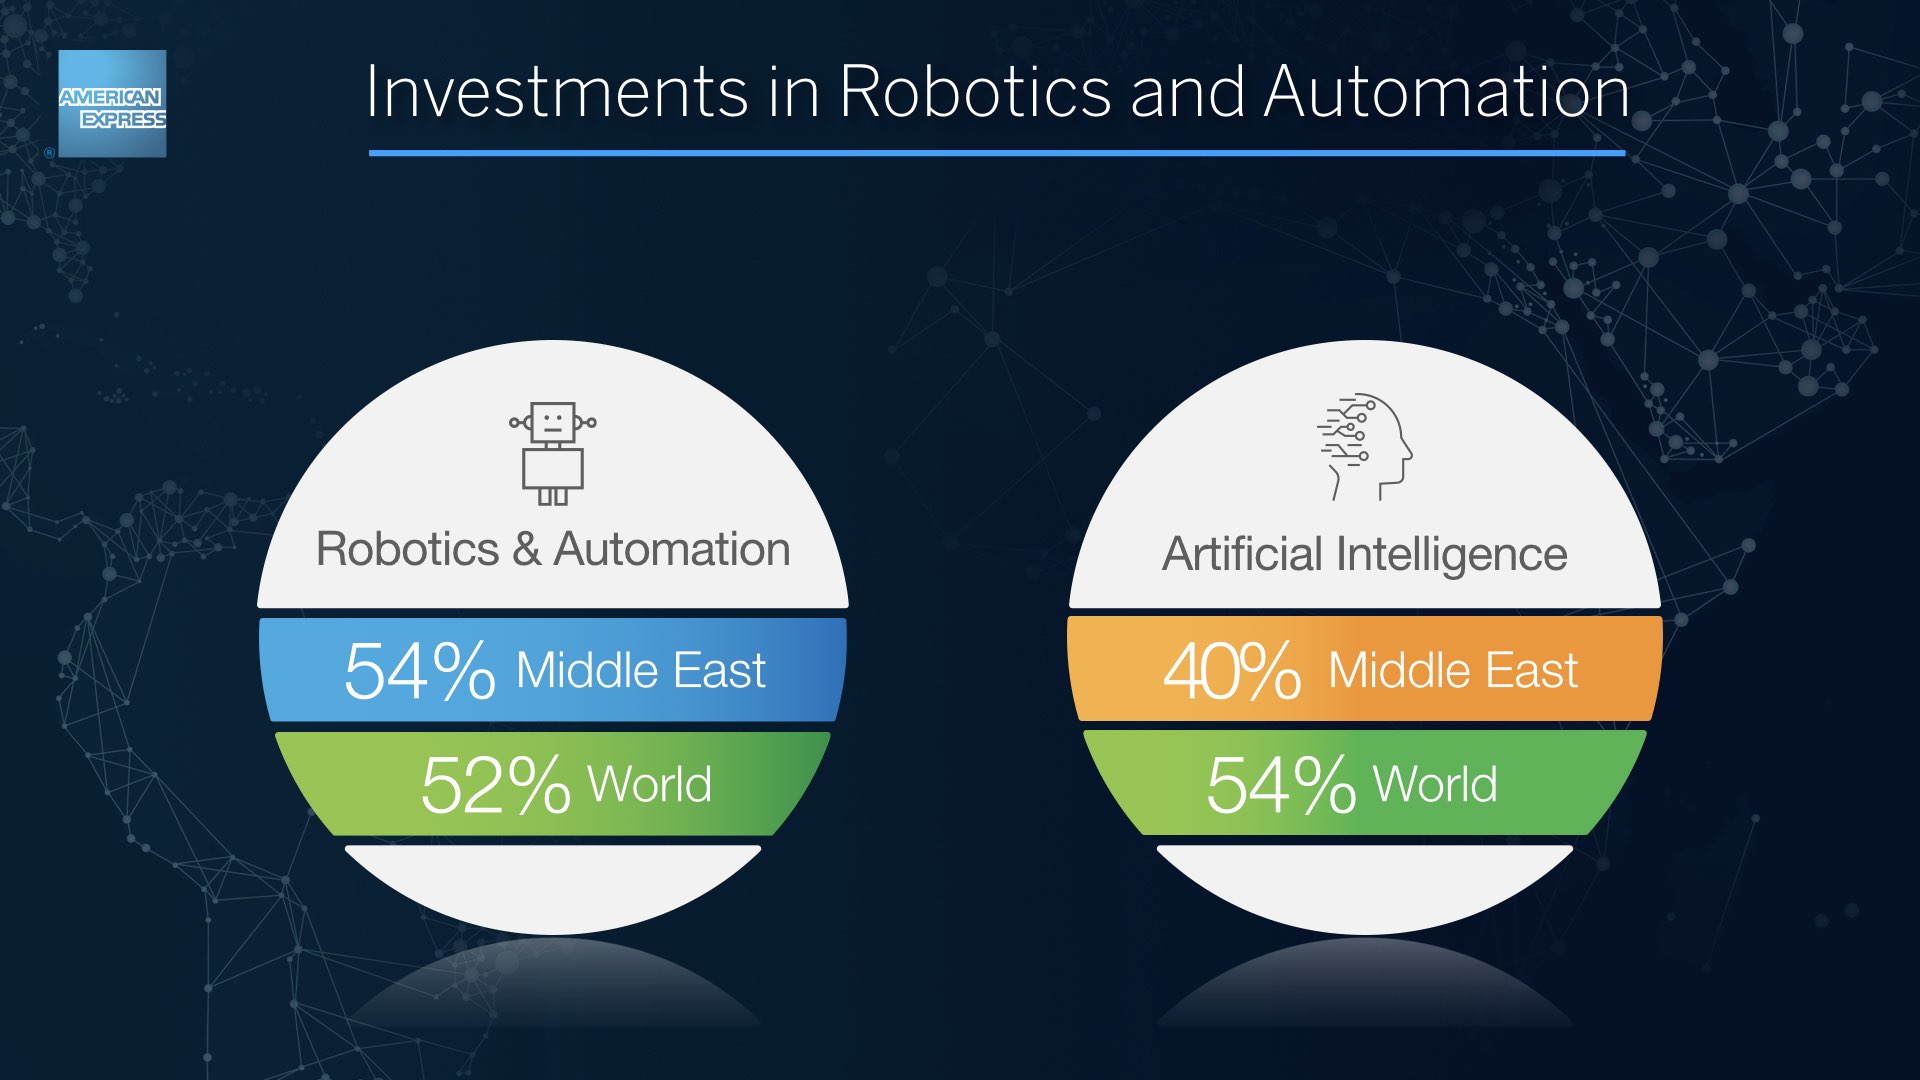 AMERICAN
EXPRESS
®
Investments in Robotics and Automation
Robotics & Automation
54% Middle East
52% World
Artificial Intelligence
40% Middle East
54% World